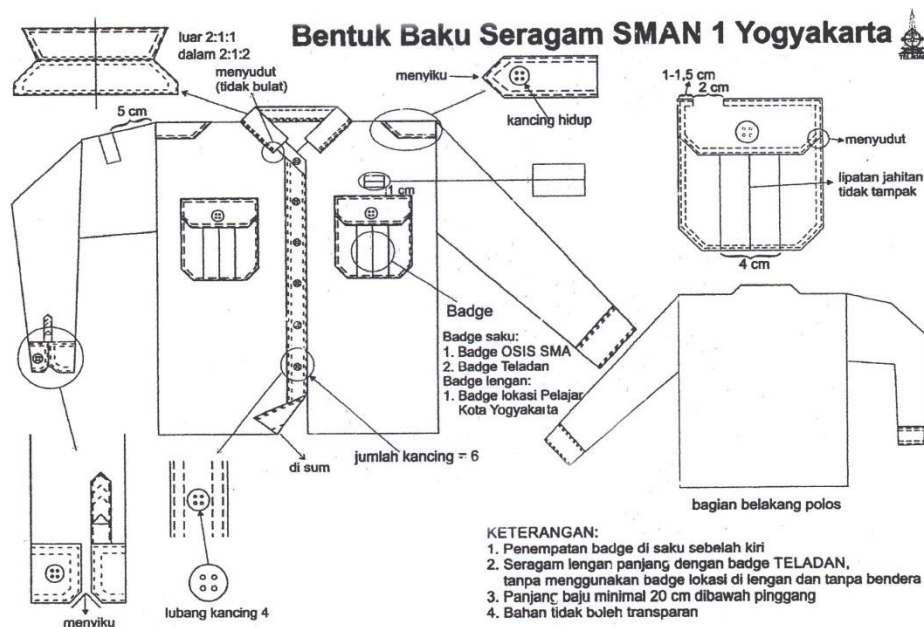 Bentuk Baku Seragam SMAN 1 Yogyakarta
luar 2:1:1
dalam 2:1:2
menyudut
(tidak bulat)
5 cm
menyiku
kancing hidup
1-1,5 cm
2 cm
menyudut
lipatan jahitan
tidak tampak
4 cm
1 cm
Badge
Badge saku:
1. Badge OSIS SMA
2. Badge Teladan
Badge lengan:
1. Badge lokasi Pelajar
Kota Yogyakarta
di sum
jumlah kancing = 6
bagian belakang polos
menyiku
lubang kancing 4
KETERANGAN:
1. Penempatan badge di saku sebelah kiri
2. Seragam lengan panjang dengan badge TELADAN,
tanpa menggunakan badge lokasi di lengan dan tanpa bendera
3. Panjang baju minimal 20 cm dibawah pinggang
4. Bahan tidak boleh transparan